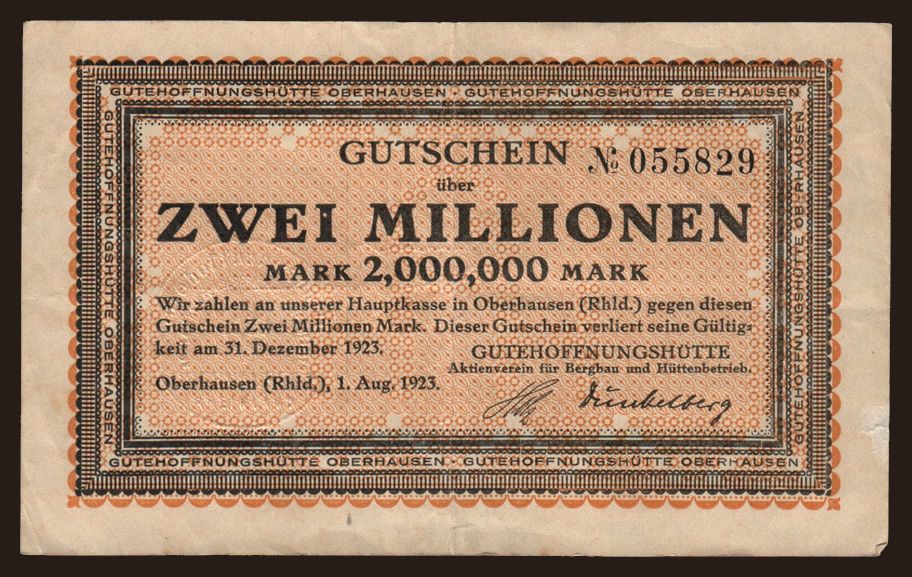 GUTEHOFFNUNGSHÜTTE OBERHAUSEN · GUTEHOFFNUNGSHÜTTE OBERHAUSEN
GUTEHOFFNUNGSHÜTTE OBERHAUSEN
GUTEHOFFNUNGSHÜTTE OBERHAUSEN
GUTSCHEIN № 055829
über
ZWEI MILLIONEN
MARK 2,000,000 MARK
Wir zahlen an unserer Hauptkasse in Oberhausen (Rhld.) gegen diesen
Gutschein Zwei Millionen Mark. Dieser Gutschein verliert seine Gültig=
keit am 31. Dezember 1923.
GUTEHOFFNUNGSHÜTTE
Aktienverein für Bergbau und Hüttenbetrieb.
Oberhausen (Rhld.), 1. Aug. 1923.
Dunkelberg
GUTEHOFFNUNGSHÜTTE OBERHAUSEN · GUTEHOFFNUNGSHÜTTE OBERHAUSEN